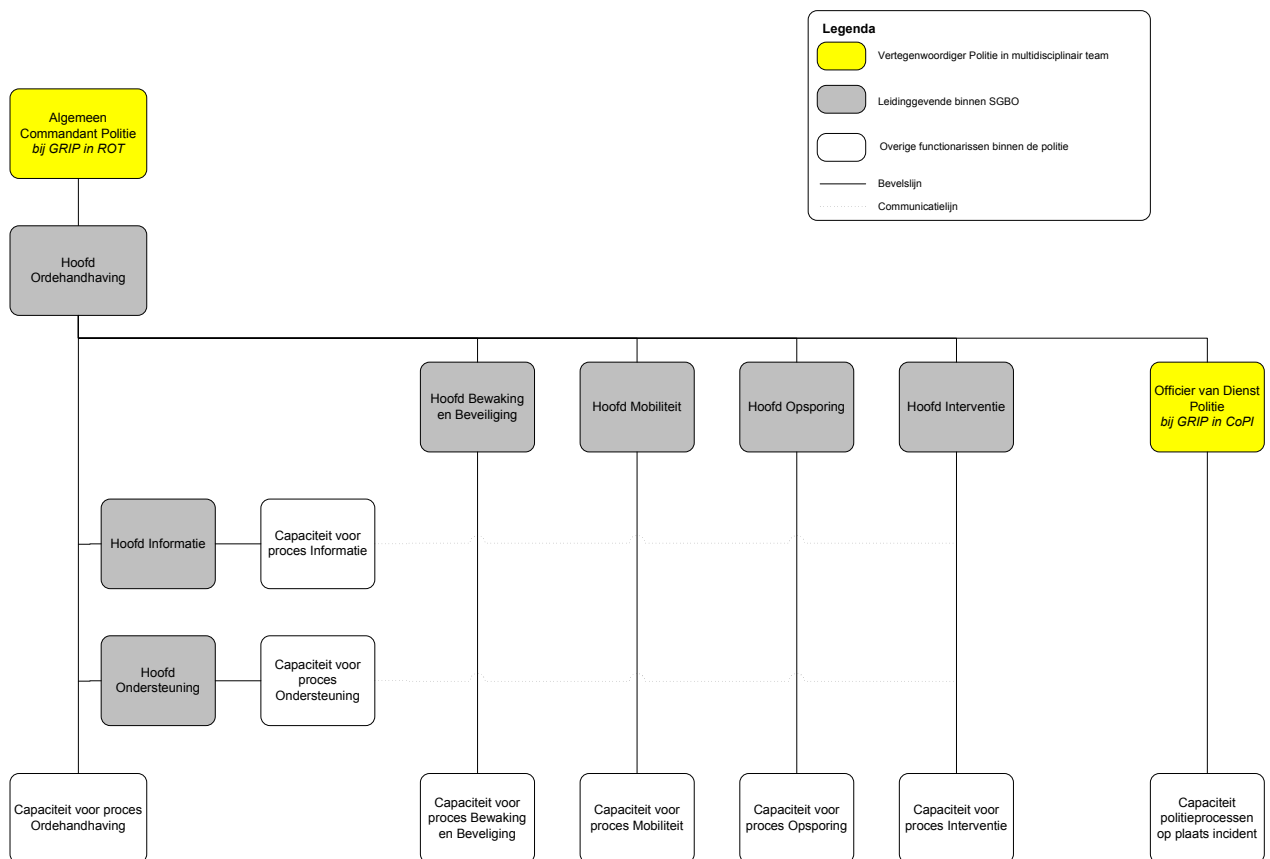 Legenda
Vertegenwoordiger Politie in multidisciplinair team
Leidinggevende binnen SGBO
Overige functionarissen binnen de politie
Bevelslijn
Communicatielijn
Algemeen
Commandant Politie
bij GRIP in ROT
Hoofd
Ordehandhaving
Hoofd Bewaking
en Beveiliging
Hoofd Mobiliteit
Hoofd Opsporing
Hoofd Interventie
Officier van Dienst
Politie
bij GRIP in CoPI
Hoofd Informatie
Capaciteit voor
proces Informatie
Hoofd
Ondersteuning
Capaciteit voor
proces
Ondersteuning
Capaciteit voor proces
Ordehandhaving
Capaciteit voor
proces Bewaking
en Beveliging
Capaciteit voor
proces Mobiliteit
Capaciteit voor
proces Opsporing
Capaciteit voor
proces Interventie
Capaciteit
politieprocessen
op plaats incident